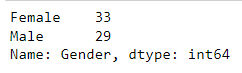 Female    33
Male      29
Name: Gender, dtype: int64